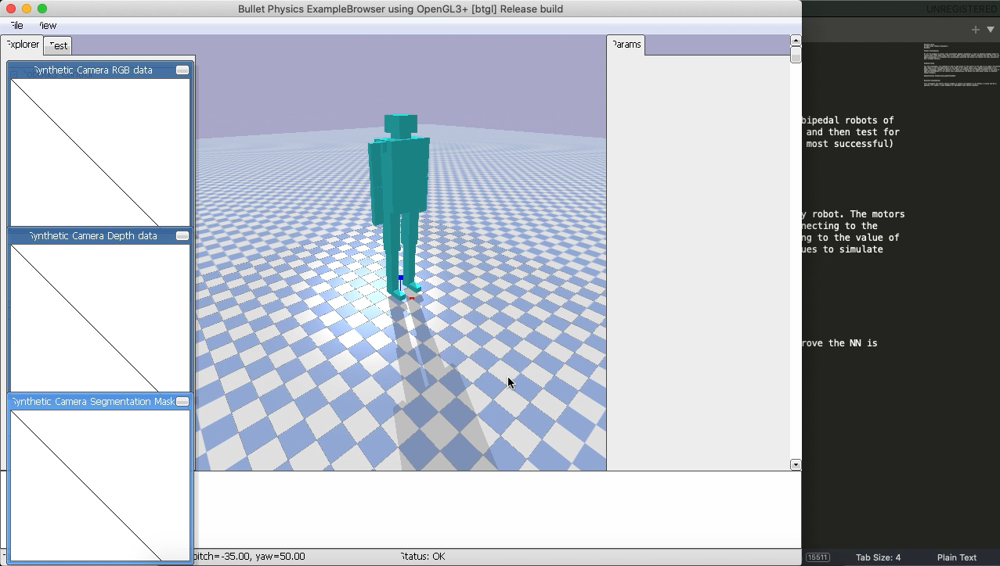 Bullet Physics ExampleBrowser using OpenGL3+ [btgl] Release build
UNREGISTERED
File View
Explorer Test
Params
Synthetic Camera RGB data
Synthetic Camera Depth data
Synthetic Camera Segmentation Mask
bipedal robots of
and then test for
most successful)
y robot. The motors
necting to the
ng to the value of
ues to simulate
rove the NN is
pitch=-35.00, yaw=50.00
Status: OK
15511
Tab Size: 4
Plain Text